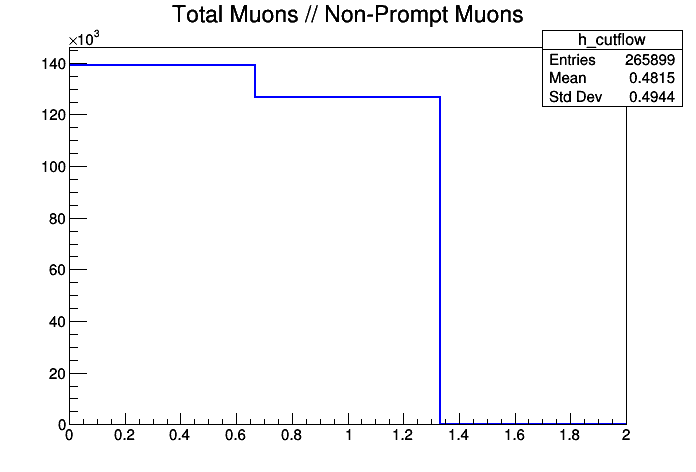 Total Muons // Non-Prompt Muons
×10³
h_cutflow
Entries 265899
Mean 0.4815
Std Dev 0.4944
140
120
100
80
60
40
20
0
0 0.2 0.4 0.6 0.8 1 1.2 1.4 1.6 1.8 2